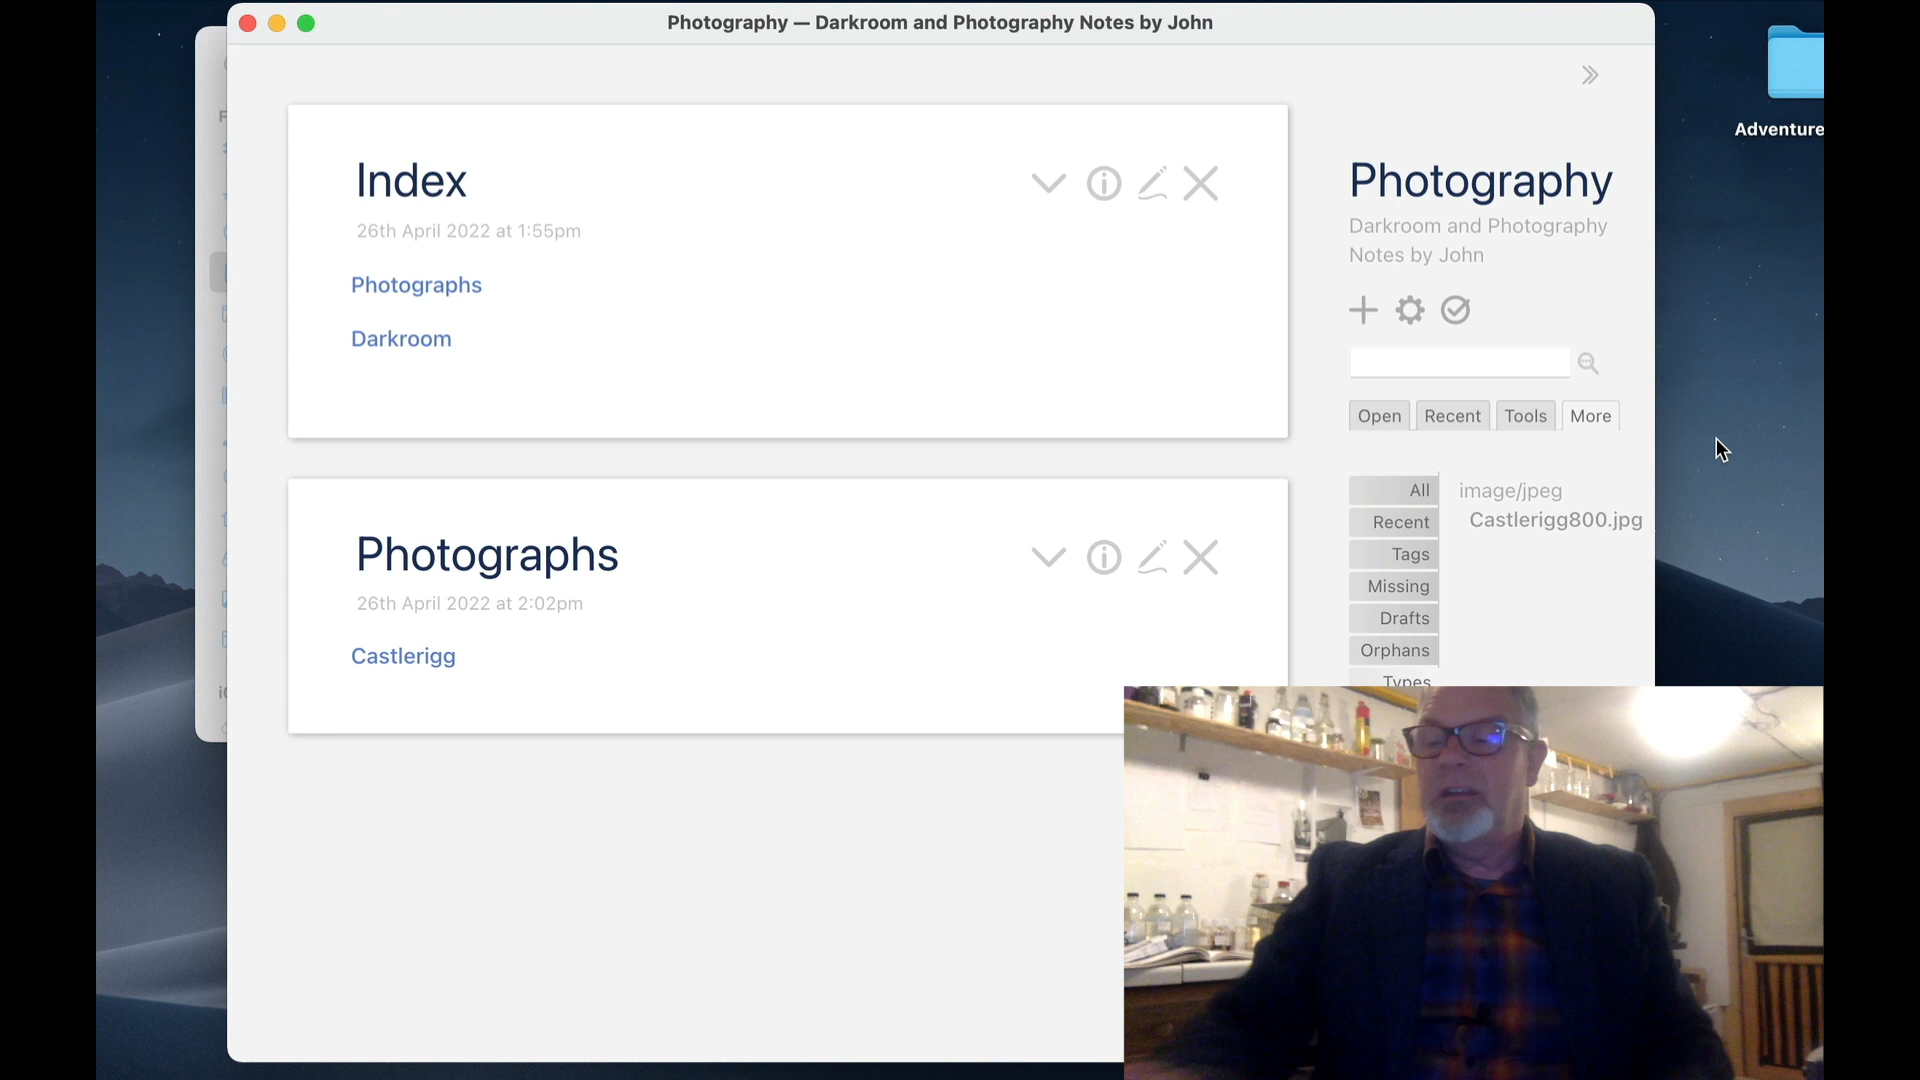 Photography — Darkroom and Photography Notes by John
Adventure
Index
26th April 2022 at 1:55pm
Photographs
Darkroom
Photographs
26th April 2022 at 2:02pm
Castlerigg
Photography
Darkroom and Photography
Notes by John
Open
Recent
Tools
More
All
Recent
Tags
Missing
Drafts
Orphans
Types
image/jpeg
Castlerigg800.jpg